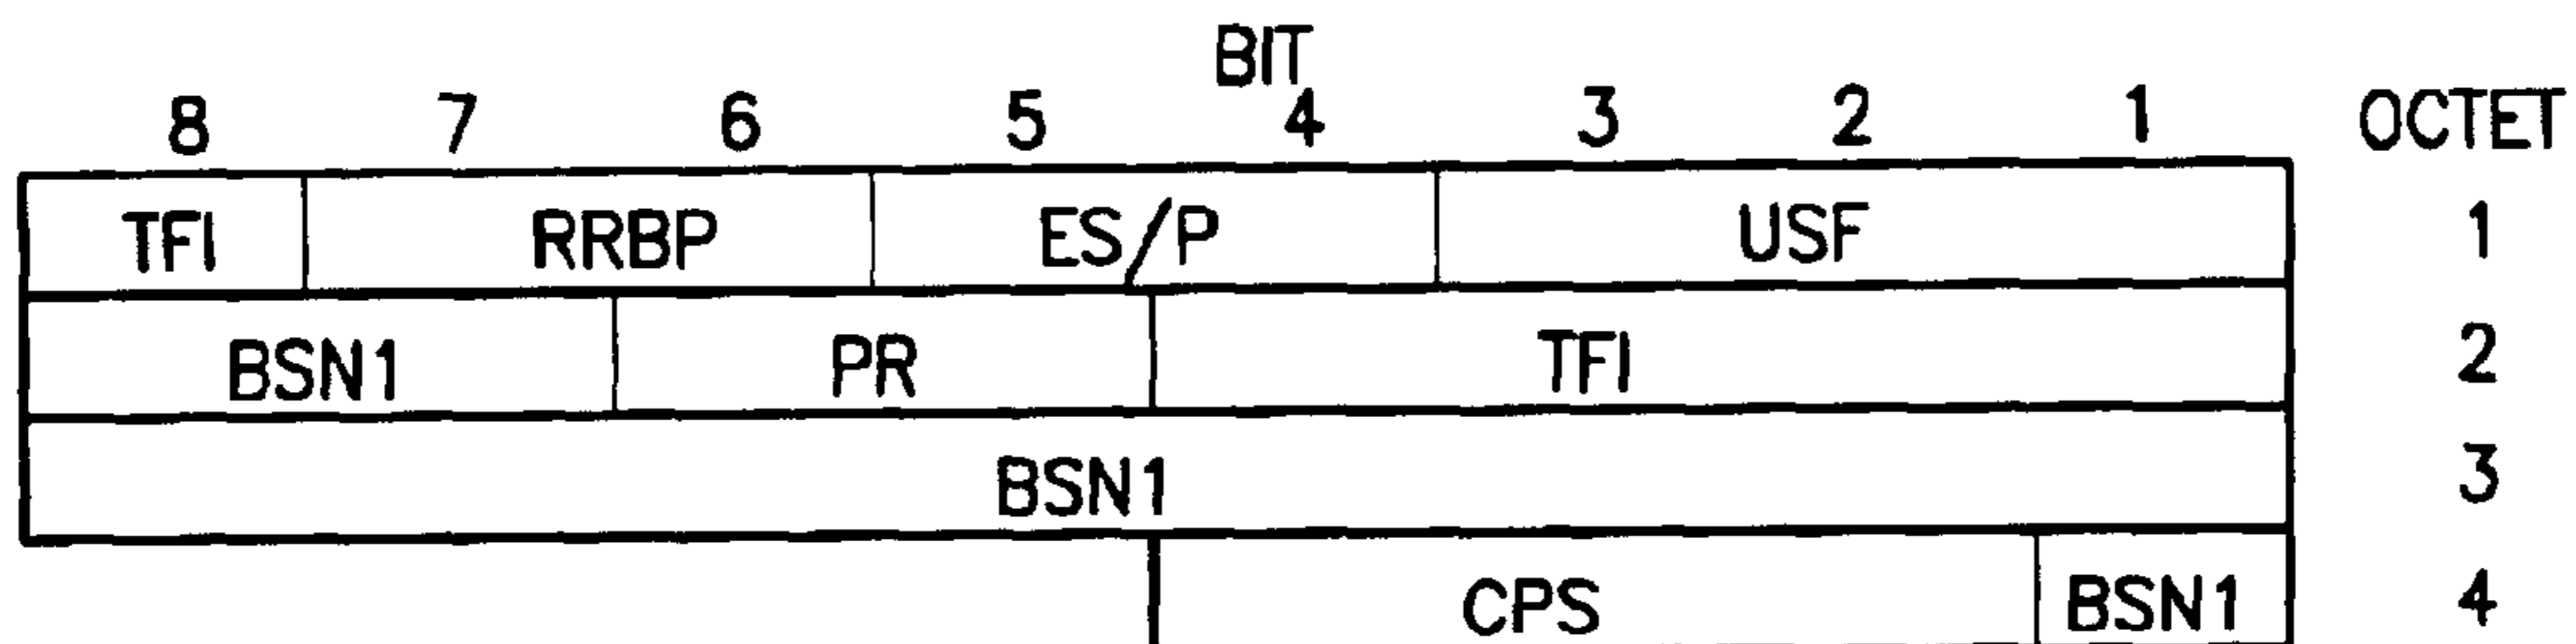 BIT
8 7 6 5 4 3 2 1 OCTET
TFI RRBP ES/P USF 1
BSN1 PR TFI 2
BSN1 3
CPS BSN1 4